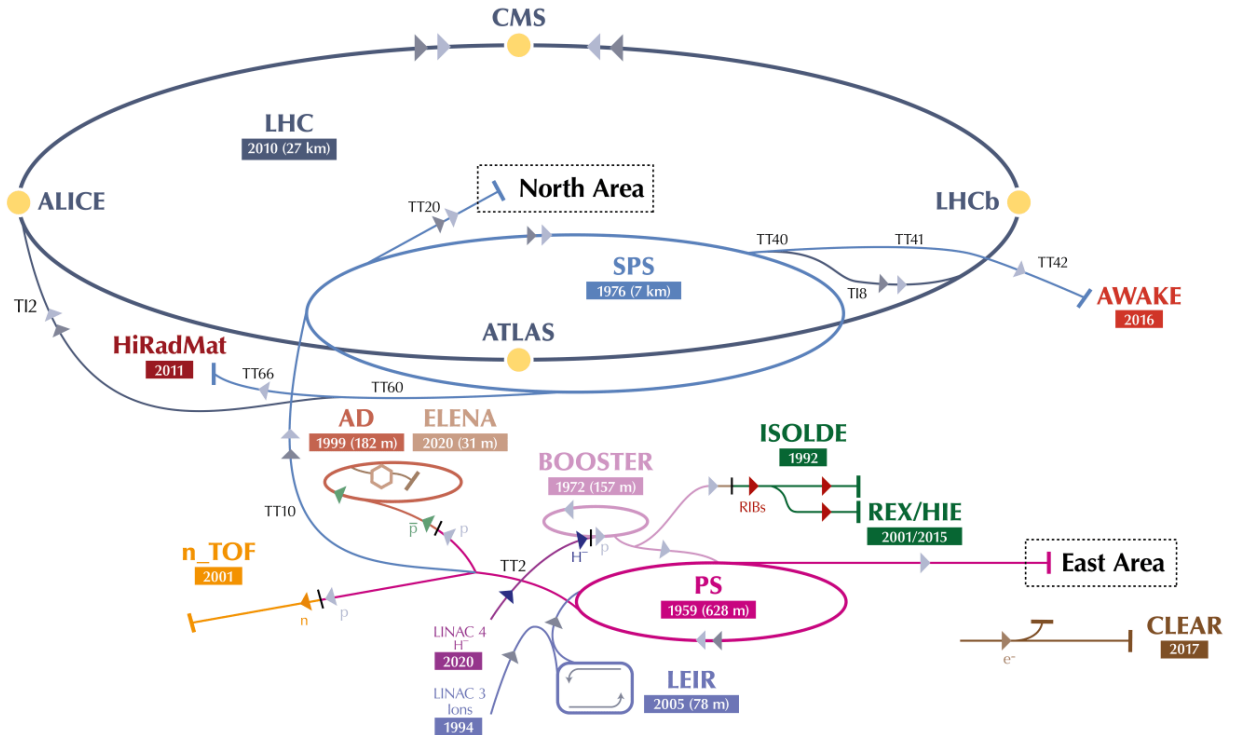 CMS
LHC
2010 (27 km)
North Area
ALICE
LHCb
TT20
TT40
TT41
SPS
1976 (7 km)
TT42
TI8
TI2
AWAKE
2016
ATLAS
HiRadMat
2011
TT66
TT60
AD
1999 (182 m)
ELENA
2020 (31 m)
ISOLDE
1992
BOOSTER
1972 (157 m)
RIBs
REX/HIE
2001/2015
TT10
p̅
p
H⁻
p
n_TOF
2001
TT2
East Area
PS
1959 (628 m)
n
p
LINAC 4
H⁻
2020
CLEAR
2017
e⁻
LEIR
2005 (78 m)
LINAC 3
Ions
1994